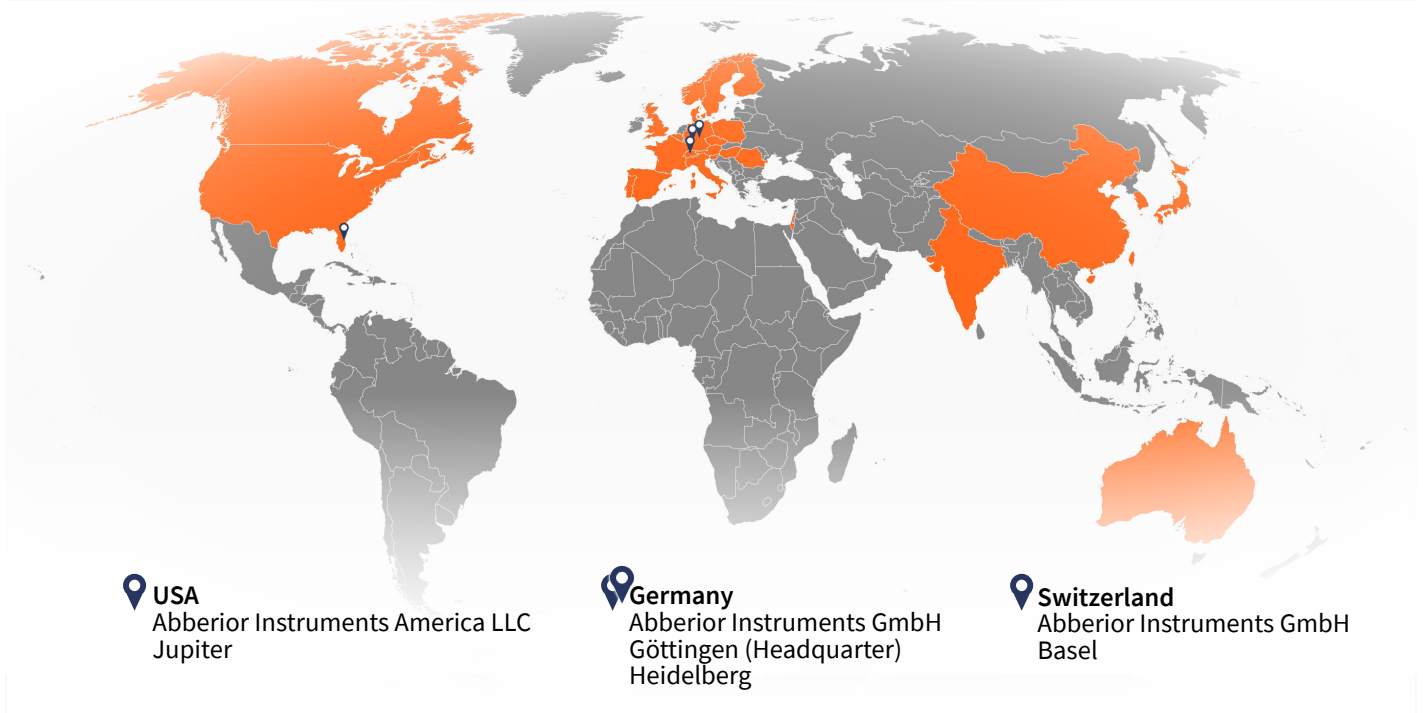 USA
Abberior Instruments America LLC
Jupiter
Germany
Abberior Instruments GmbH
Göttingen (Headquarter)
Heidelberg
Switzerland
Abberior Instruments GmbH
Basel